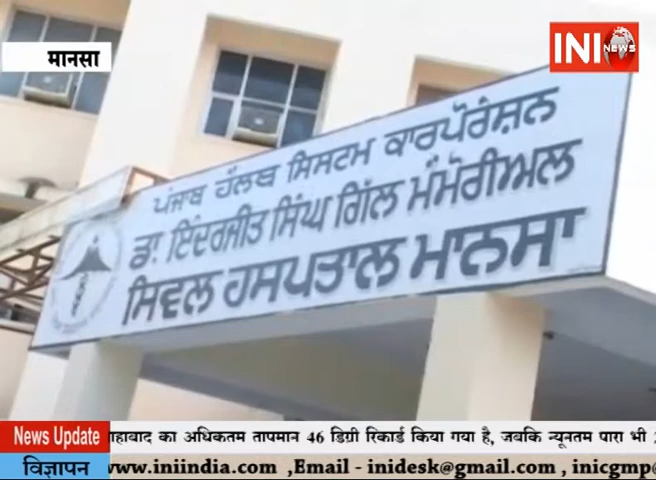 मानसा
INI NEWS
ਪੰਜਾਬ ਹੈਲਥ ਸਿਸਟਮ ਕਾਰਪੋਰੇਸ਼ਨ
ਡਾ. ਇੰਦਰਜੀਤ ਸਿੰਘ ਗਿੱਲ ਮੈਮੋਰੀਅਲ
ਸਿਵਲ ਹਸਪਤਾਲ ਮਾਨਸਾ
News Update
का अधिकतम तापमान 46 डिग्री रिकार्ड किया गया है, जबकि न्यूनतम पारा भी
विज्ञापन
www.iniindia.com ,Email - inidesk@gmail.com , inicgmp@